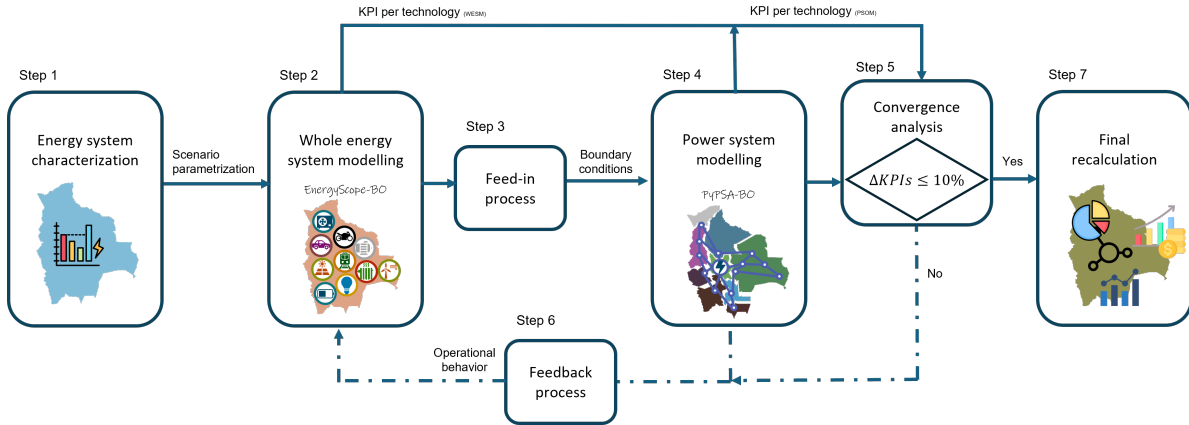 KPI per technology (WESM)
KPI per technology (PSOM)
Step 1
Energy system
characterization
Scenario
parametrization
Step 2
Whole energy
system modelling
EnergyScope-BO
Step 3
Feed-in
process
Boundary
conditions
Step 4
Power system
modelling
PyPSA-BO
Step 5
Convergence
analysis
ΔKPIs ≤ 10%
Yes
No
Step 7
Final
recalculation
Step 6
Feedback
process
Operational
behavior